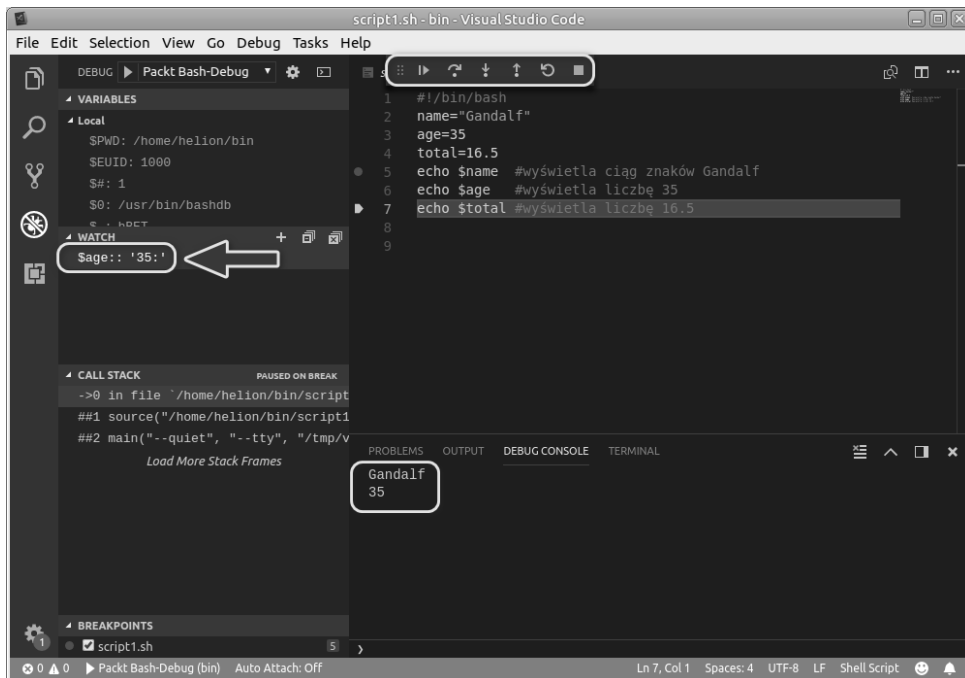 script1.sh - bin - Visual Studio Code
File Edit Selection View Go Debug Tasks Help
DEBUG Packt Bash-Debug
VARIABLES
Local
$PWD: /home/helion/bin
$EUID: 1000
$#: 1
$0: /usr/bin/bashdb
WATCH
$age:: '35:'
CALL STACK PAUSED ON BREAK
->0 in file `/home/helion/bin/script
##1 source("/home/helion/bin/script1
##2 main("--quiet", "--tty", "/tmp/v
Load More Stack Frames
BREAKPOINTS
script1.sh 5
1 #!/bin/bash
2 name="Gandalf"
3 age=35
4 total=16.5
5 echo $name #wyświetla ciąg znaków Gandalf
6 echo $age #wyświetla liczbę 35
7 echo $total #wyświetla liczbę 16.5
8
9
PROBLEMS OUTPUT DEBUG CONSOLE TERMINAL
Gandalf
35
1
0 0 Packt Bash-Debug (bin) Auto Attach: Off Ln 7, Col 1 Spaces: 4 UTF-8 LF Shell Script